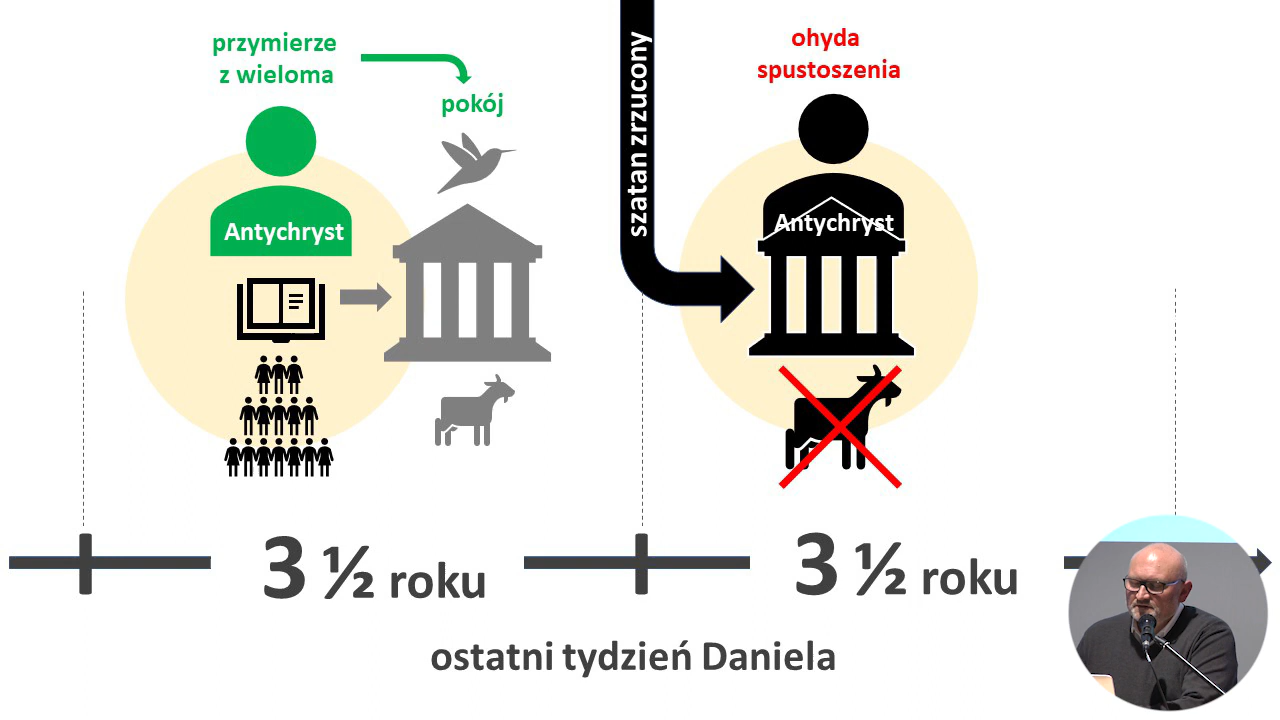 przymierze
z wieloma
pokój
Antychryst
szatan zrzucony
ohyda
spustoszenia
Antychryst
3 ½ roku
3 ½ roku
ostatni tydzień Daniela